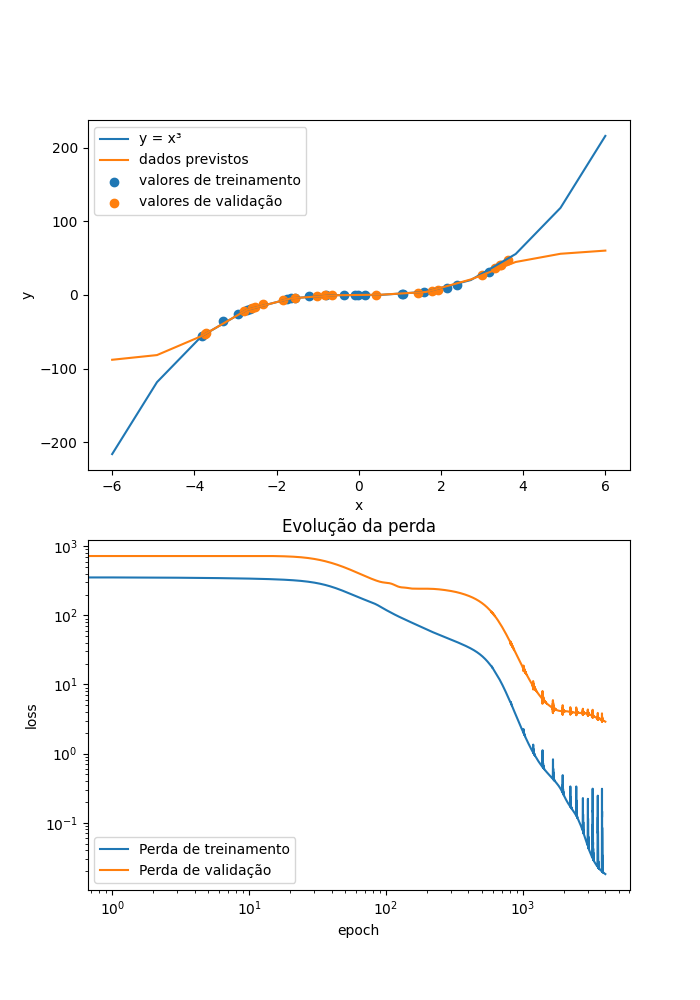 y = x³
dados previstos
valores de treinamento
valores de validação
200
100
0
−100
−200
y
−6
−4
−2
0
2
4
6
x
Evolução da perda
10³
10²
10¹
10⁰
10⁻¹
loss
Perda de treinamento
Perda de validação
10⁰
10¹
10²
10³
epoch